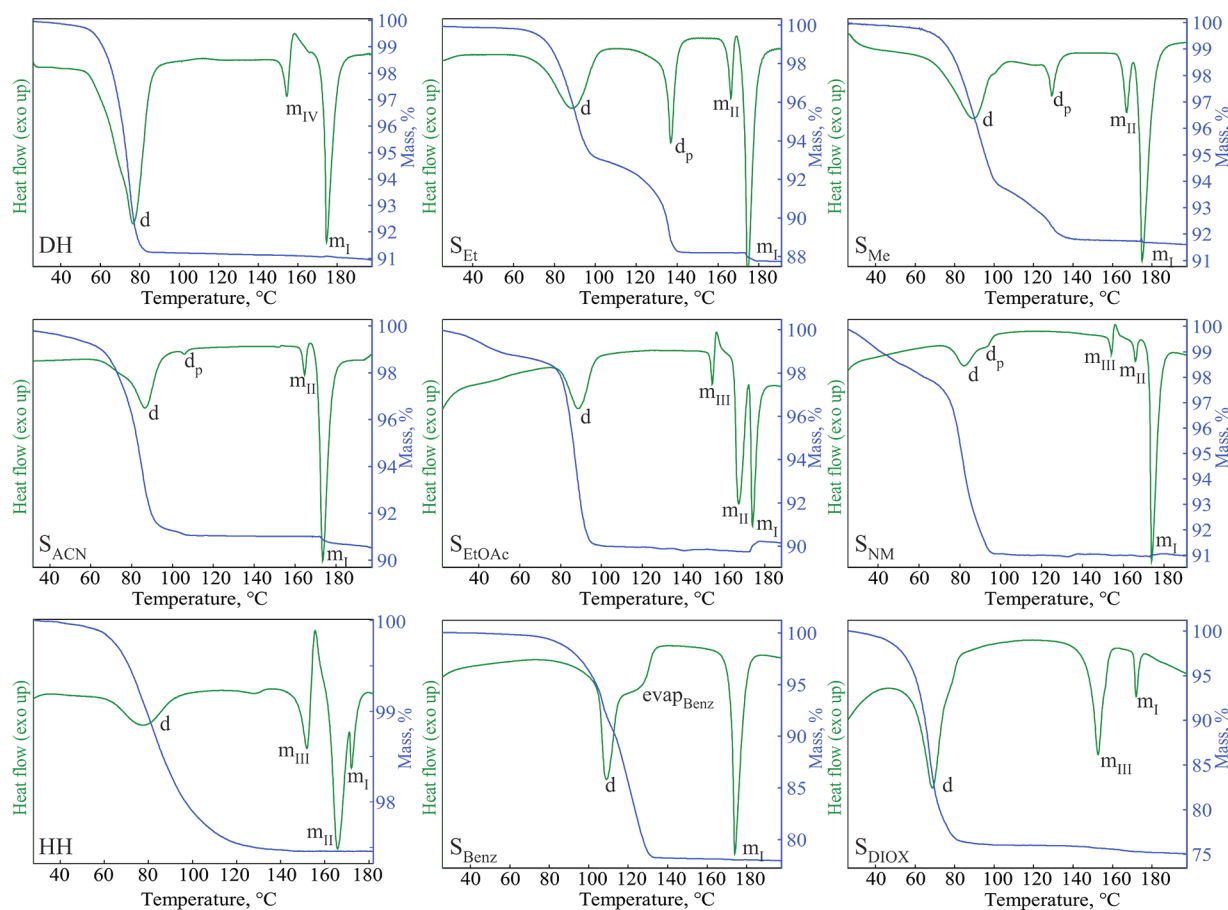 Heat flow (exo up)
100
99
98
97
96
95
94
93
92
91
Mass, %
m_IV
d
m_I
DH
40 60 80 100 120 140 160 180
Temperature, °C
Heat flow (exo up)
100
98
96
94
92
90
88
Mass, %
d
d_p
m_II
m_I
S_Et
40 60 80 100 120 140 160 180
Temperature, °C
Heat flow (exo up)
100
99
98
97
96
95
94
93
92
91
Mass, %
d
d_p
m_II
m_I
S_Me
40 60 80 100 120 140 160 180
Temperature, °C
Heat flow (exo up)
100
98
96
94
92
91
90
Mass, %
d
d_p
m_II
m_I
S_ACN
40 60 80 100 120 140 160 180
Temperature, °C
Heat flow (exo up)
100
98
96
94
92
90
Mass, %
d
m_III
m_II
m_I
S_EtOAc
40 60 80 100 120 140 160 180
Temperature, °C
Heat flow (exo up)
100
99
98
97
96
95
94
93
92
91
Mass, %
d
d_p
m_III
m_II
m_I
S_NM
40 60 80 100 120 140 160 180
Temperature, °C
Heat flow (exo up)
100
99
98
Mass, %
d
m_III
m_II
m_I
HH
40 60 80 100 120 140 160 180
Temperature, °C
Heat flow (exo up)
100
95
90
85
80
Mass, %
d
evap_Benz
m_I
S_Benz
40 60 80 100 120 140 160 180
Temperature, °C
Heat flow (exo up)
100
95
90
85
80
75
Mass, %
d
m_III
m_I
S_DIOX
40 60 80 100 120 140 160 180
Temperature, °C